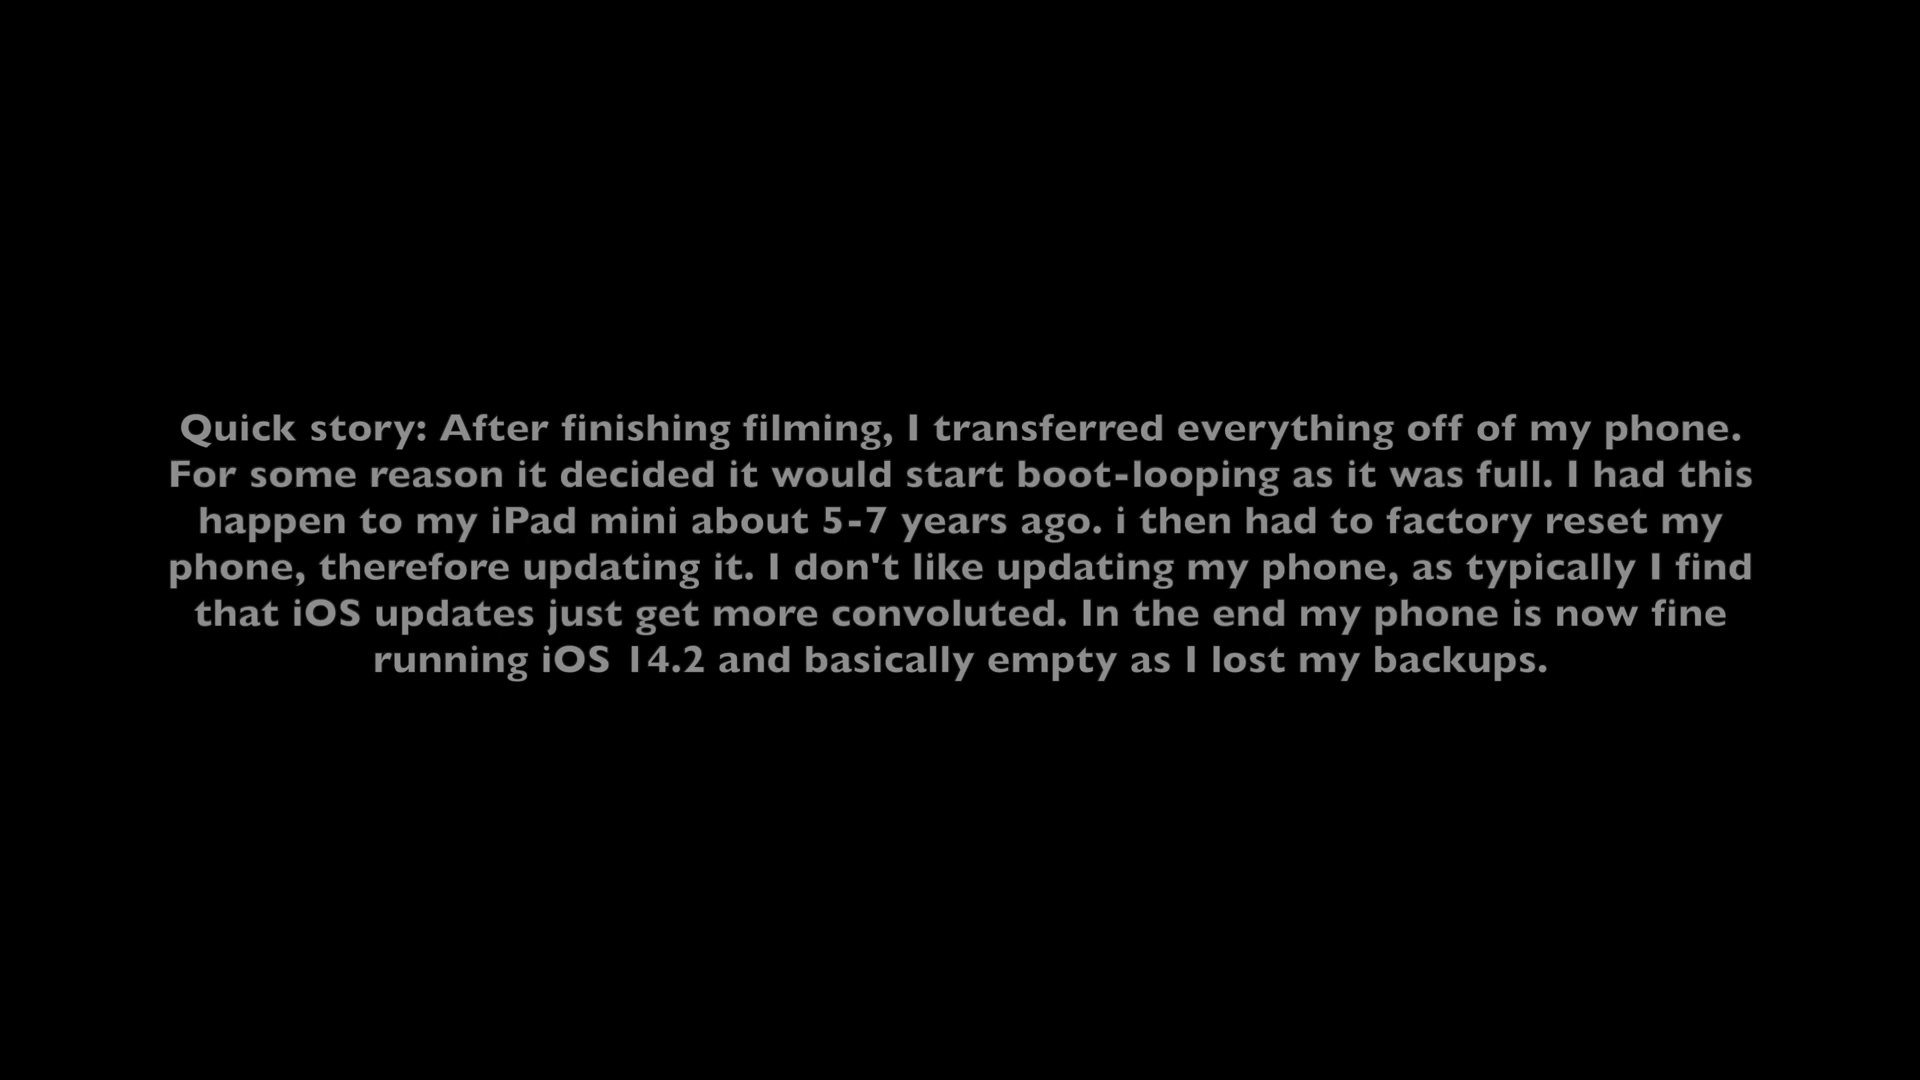 Quick story: After finishing filming, I transferred everything off of my phone.
For some reason it decided it would start boot-looping as it was full. I had this
happen to my iPad mini about 5-7 years ago. i then had to factory reset my
phone, therefore updating it. I don't like updating my phone, as typically I find
that iOS updates just get more convoluted. In the end my phone is now fine
running iOS 14.2 and basically empty as I lost my backups.